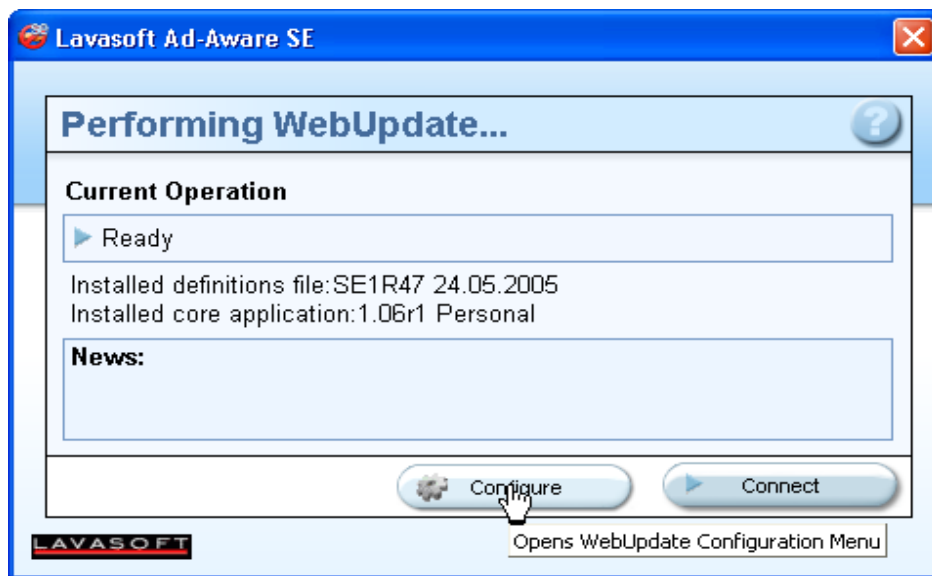 Lavasoft Ad-Aware SE
Performing WebUpdate...
?
Current Operation
Ready
Installed definitions file:SE1R47 24.05.2005
Installed core application:1.06r1 Personal
News:
Configure
Connect
Opens WebUpdate Configuration Menu
LAVASOFT